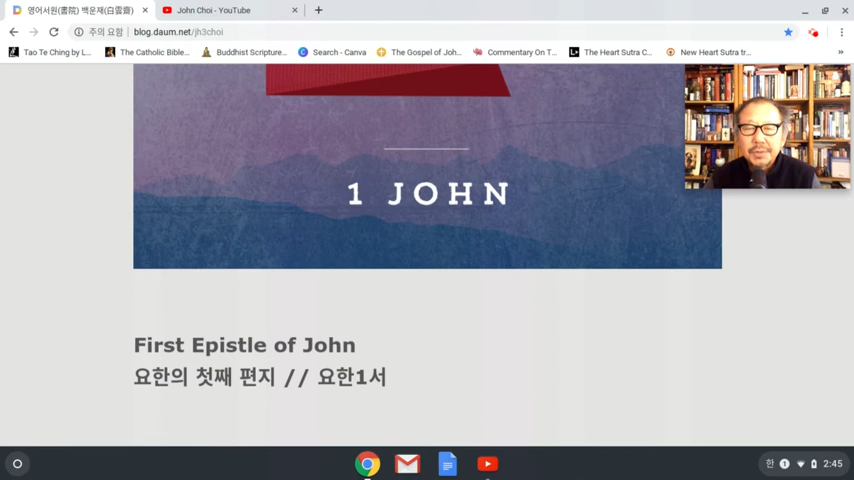 영어서원(書院) 백운재(白雲齋)
John Choi - YouTube
주의 요함
blog.daum.net/jh3choi
Tao Te Ching by L...
The Catholic Bible...
Buddhist Scripture...
Search - Canva
The Gospel of Joh...
Commentary On T...
The Heart Sutra C...
New Heart Sutra tr...
1 JOHN
First Epistle of John
요한의 첫째 편지 // 요한1서
한
1
2:45